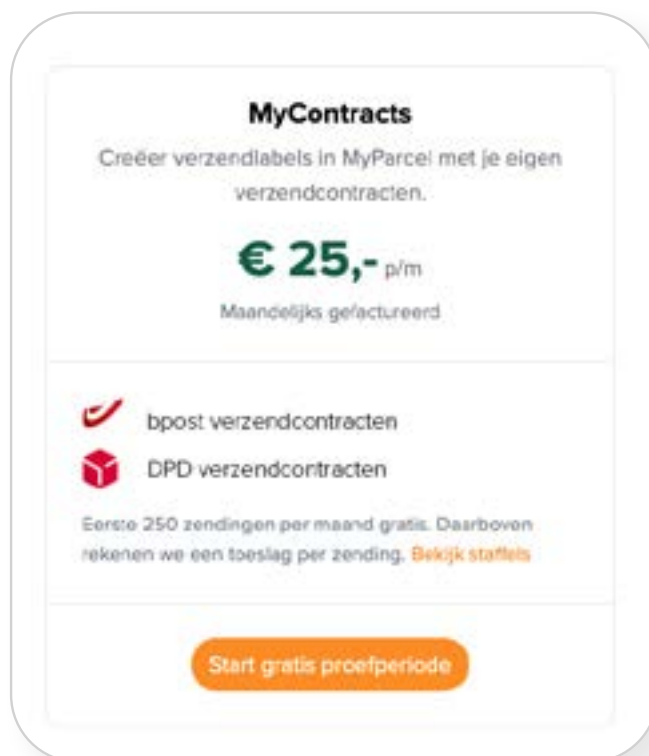 MyContracts
Creëer verzendlabels in MyParcel met je eigen
verzendcontracten.
€ 25,- p/m
Maandelijks gefactureerd
bpost verzendcontracten
DPD verzendcontracten
Eerste 250 zendingen per maand gratis. Daarboven
rekenen we een toeslag per zending. Bekijk staffels
Start gratis proefperiode